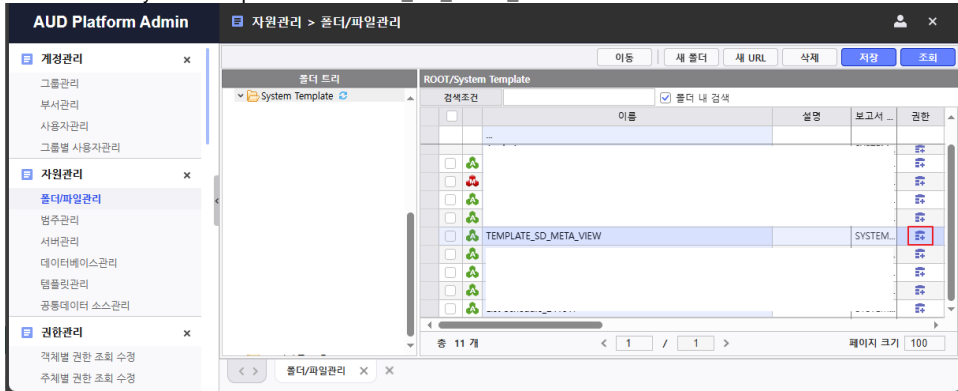 AUD Platform Admin
자원관리 > 폴더/파일관리
계정관리
그룹관리
부서관리
사용자관리
그룹별 사용자관리
자원관리
폴더/파일관리
범주관리
서버관리
데이터베이스관리
템플릿관리
공통데이터 소스관리
권한관리
객체별 권한 조회 수정
주체별 권한 조회 수정
이동 새 폴더 새 URL 삭제 저장 조회
폴더 트리
System Template
ROOT/System Template
검색조건 폴더 내 검색
이름 설명 보고서 ... 권한
...
TEMPLATE_SD_META_VIEW SYSTEM...
총 11 개 < 1 / 1 > 페이지 크기 100
< > 폴더/파일관리 × ×